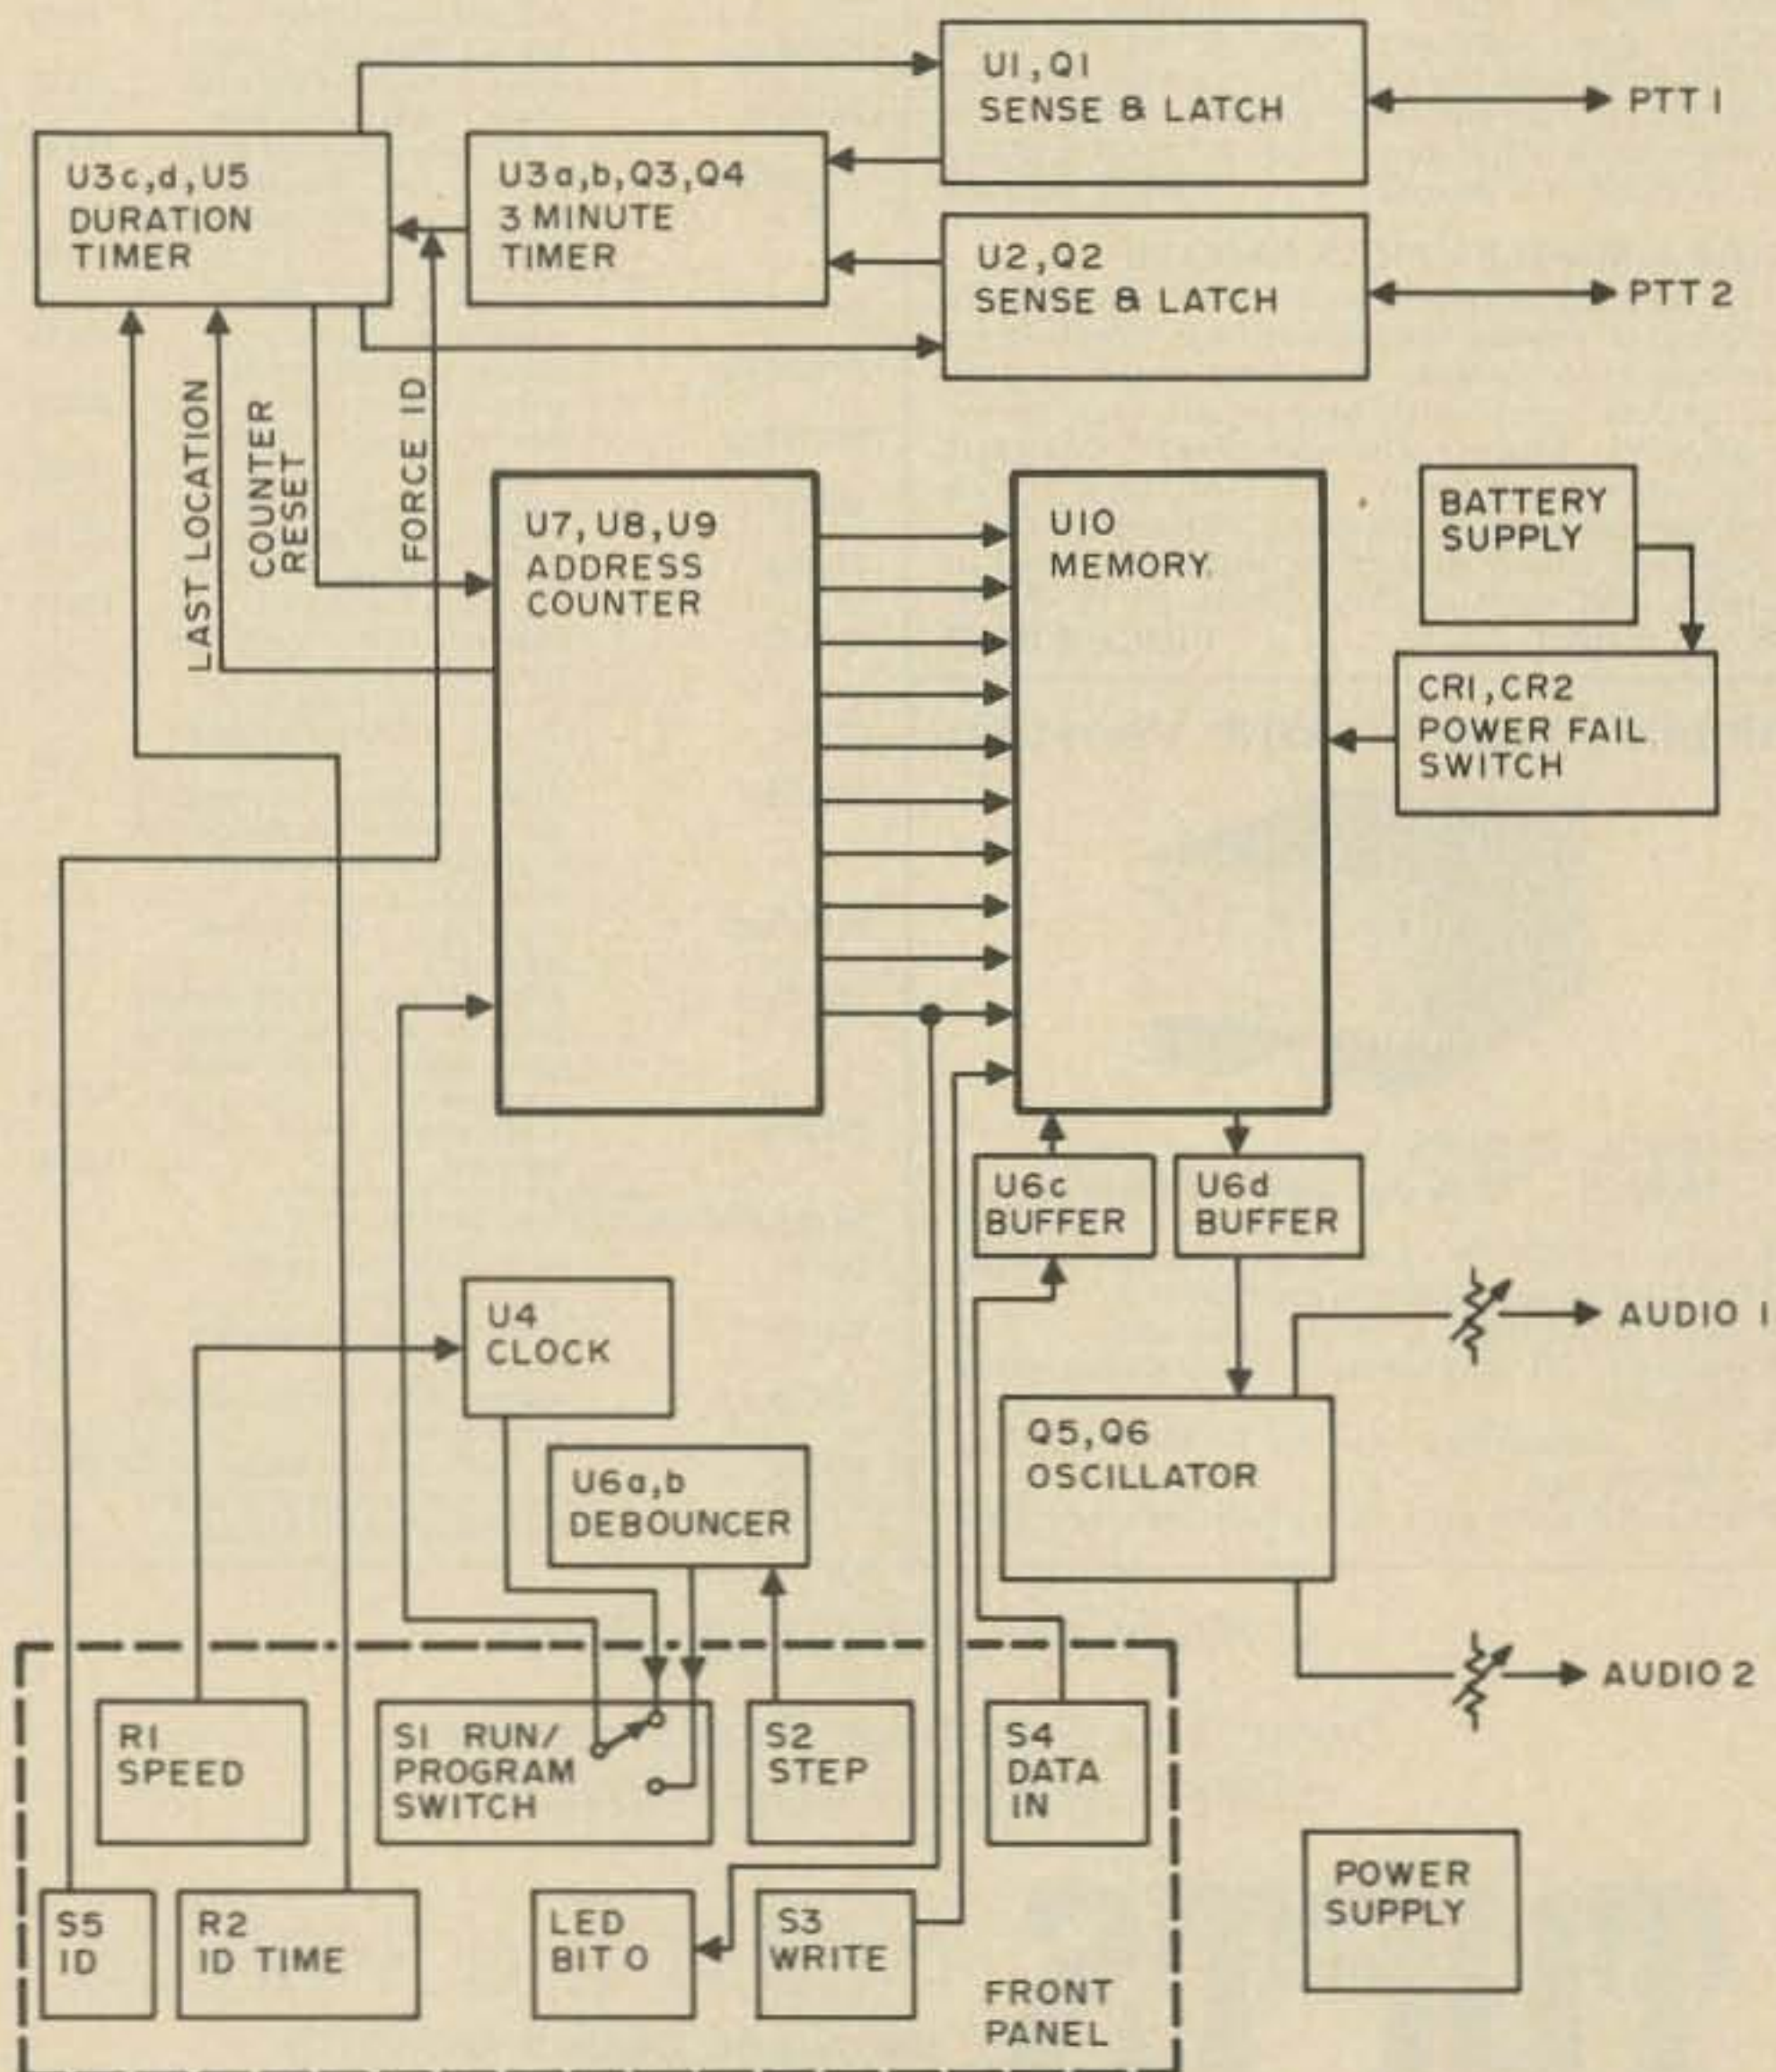 U1, Q1
SENSE & LATCH
PTT 1
U3c,d, U5
DURATION
TIMER
U3a,b, Q3, Q4
3 MINUTE
TIMER
U2, Q2
SENSE & LATCH
PTT 2
LAST LOCATION
COUNTER
RESET
FORCE ID
U7, U8, U9
ADDRESS
COUNTER
U10
MEMORY
BATTERY
SUPPLY
CR1, CR2
POWER FAIL
SWITCH
U6c
BUFFER
U6d
BUFFER
U4
CLOCK
AUDIO 1
U6a,b
DEBOUNCER
Q5, Q6
OSCILLATOR
AUDIO 2
R1
SPEED
S1 RUN/
PROGRAM
SWITCH
S2
STEP
S4
DATA
IN
POWER
SUPPLY
S5
ID
R2
ID TIME
LED
BIT 0
S3
WRITE
FRONT
PANEL